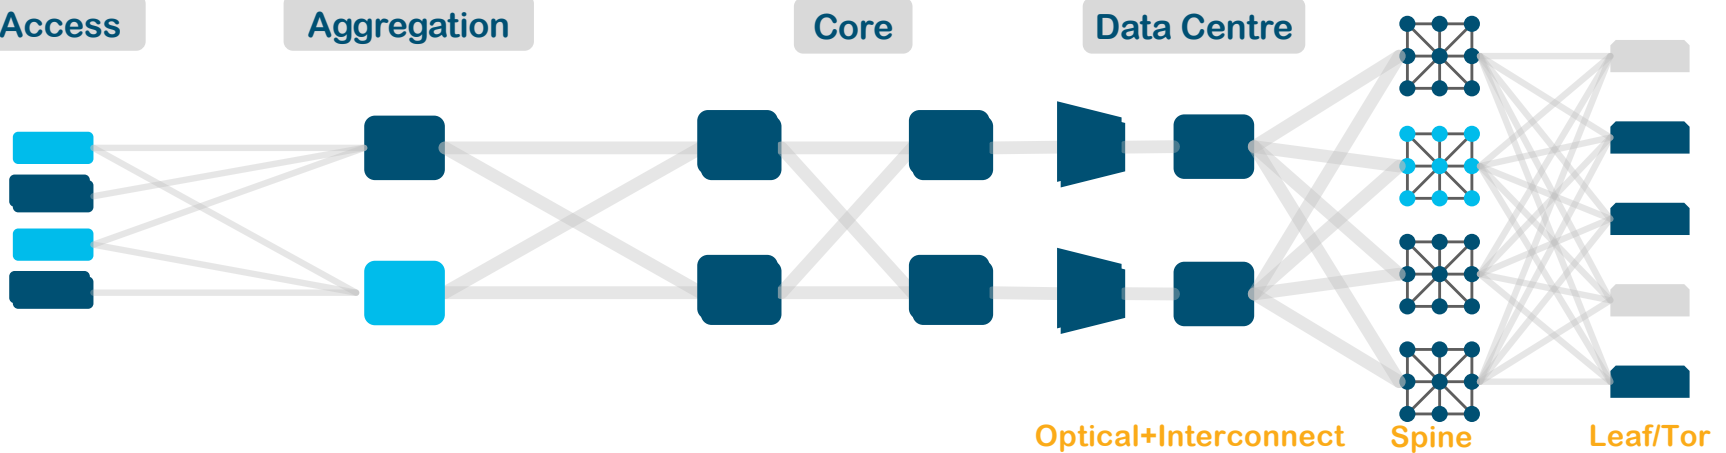 Access
Aggregation
Core
Data Centre
Optical+Interconnect
Spine
Leaf/Tor